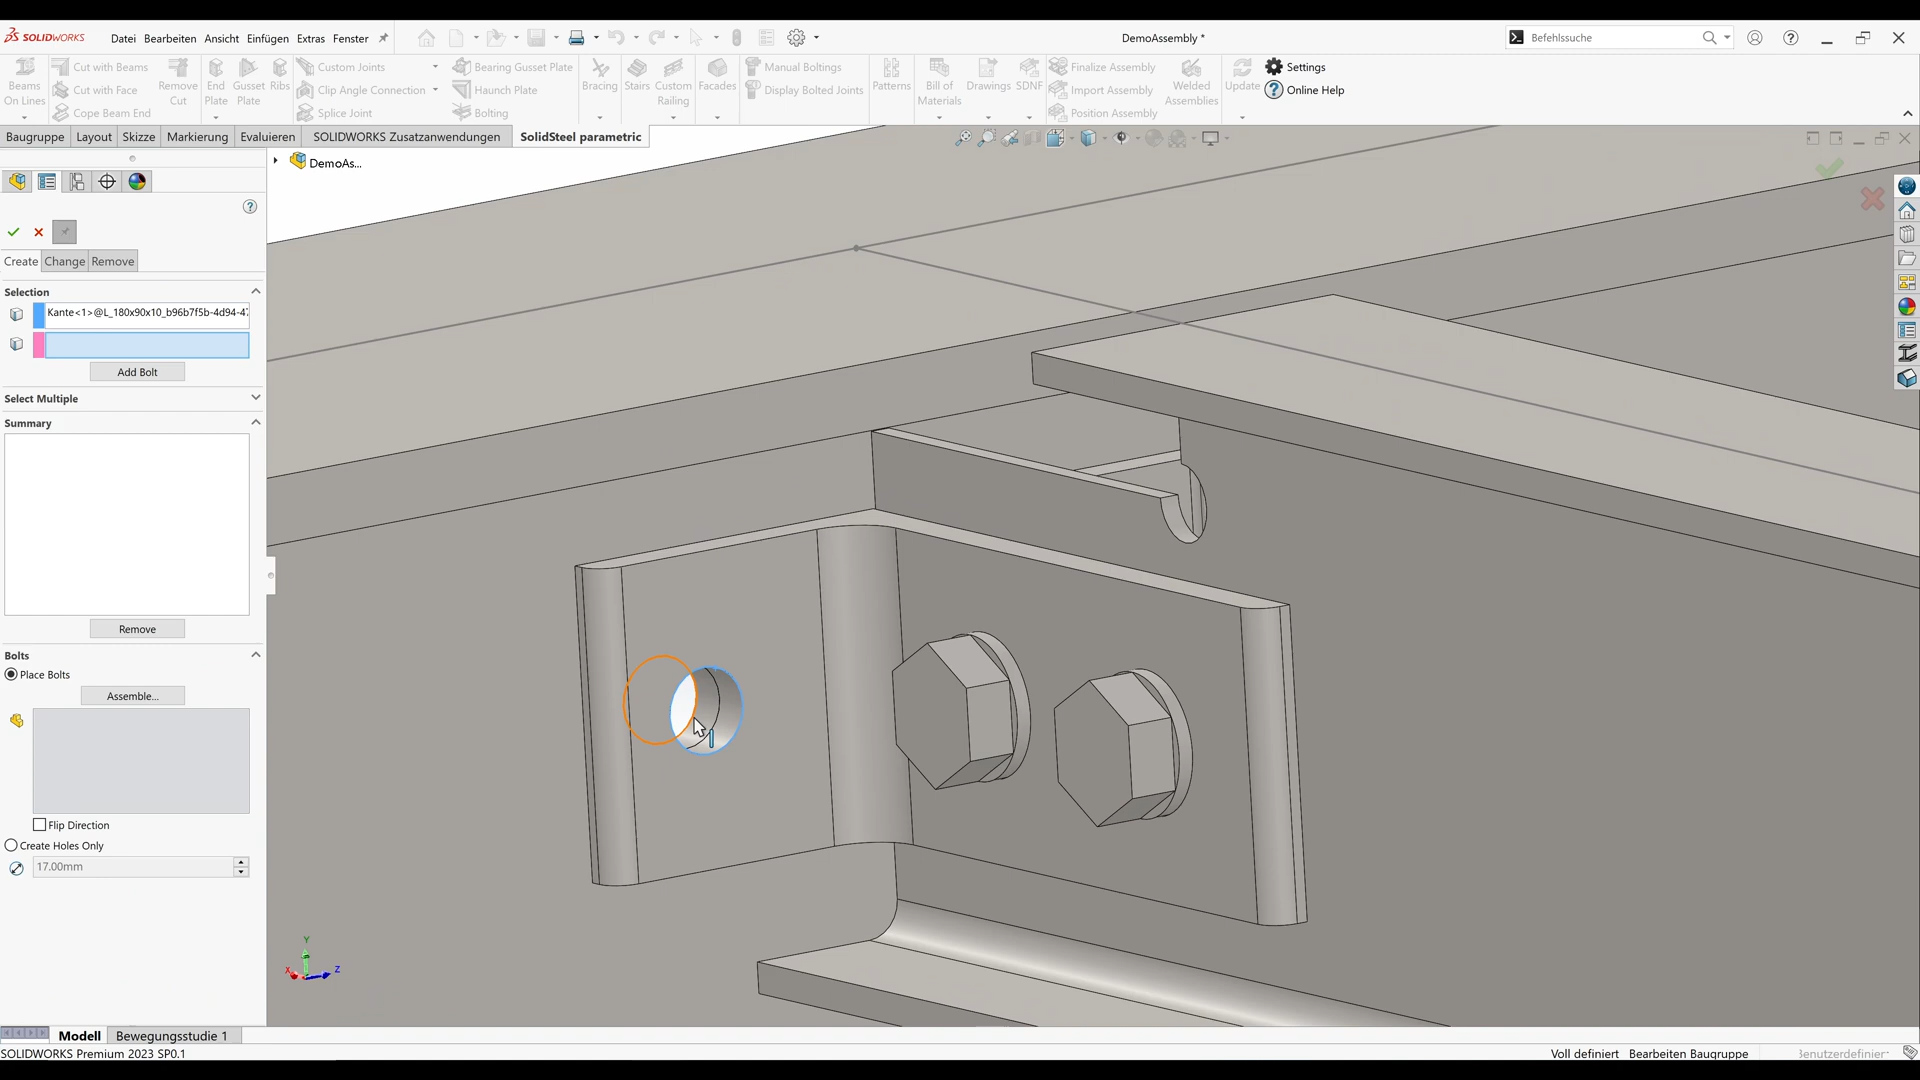 SOLIDWORKS
Datei Bearbeiten Ansicht Einfügen Extras Fenster
DemoAssembly *
Befehlssuche
Beams On Lines
Cut with Beams
Cut with Face
Cope Beam End
Remove Cut
End Plate
Gusset Plate
Ribs
Custom Joints
Clip Angle Connection
Splice Joint
Bearing Gusset Plate
Haunch Plate
Bolting
Bracing
Stairs
Custom Railing
Facades
Manual Boltings
Display Bolted Joints
Patterns
Bill of Materials
Drawings
SDNF
Finalize Assembly
Import Assembly
Position Assembly
Welded Assemblies
Update
Settings
Online Help
Baugruppe Layout Skizze Markierung Evaluieren SOLIDWORKS Zusatzanwendungen SolidSteel parametric
DemoAs...
Create Change Remove
Selection
Kante<1>@L_180x90x10_b96b7f5b-4d94-47
Add Bolt
Select Multiple
Summary
Remove
Bolts
Place Bolts
Assemble...
Flip Direction
Create Holes Only
17.00mm
Y
X
Z
Modell Bewegungsstudie 1
SOLIDWORKS Premium 2023 SP0.1
Voll definiert Bearbeiten Baugruppe